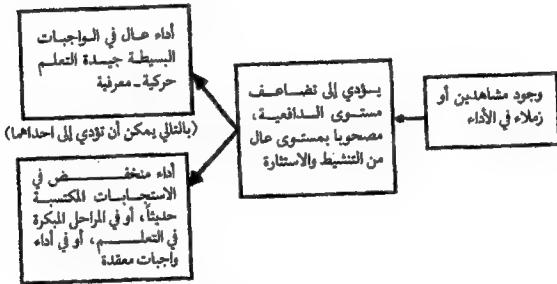 وجود مشاهدين أو
زملاء في الأداء
يؤدي إلى تضاعف
مستوى الدافعية،
مصحوبا بمستوى عال
من التنشيط والاستثارة
أداء عال في الواجبات
البسيطة جيدة التعلم
حركية - معرفية
(بالتالي يمكن أن تؤدي إلى احداهما)
أداء منخفض في
الاستجابات المكتسبة
حديثاً، أو في المراحل المبكرة
في التعلم، أو في أداء
واجبات معقدة